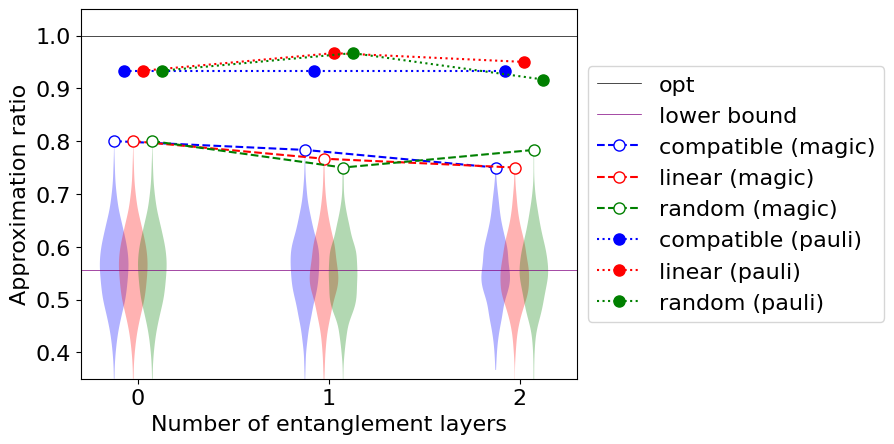 Approximation ratio
1.0
0.9
0.8
0.7
0.6
0.5
0.4
0
1
2
Number of entanglement layers
opt
lower bound
compatible (magic)
linear (magic)
random (magic)
compatible (pauli)
linear (pauli)
random (pauli)